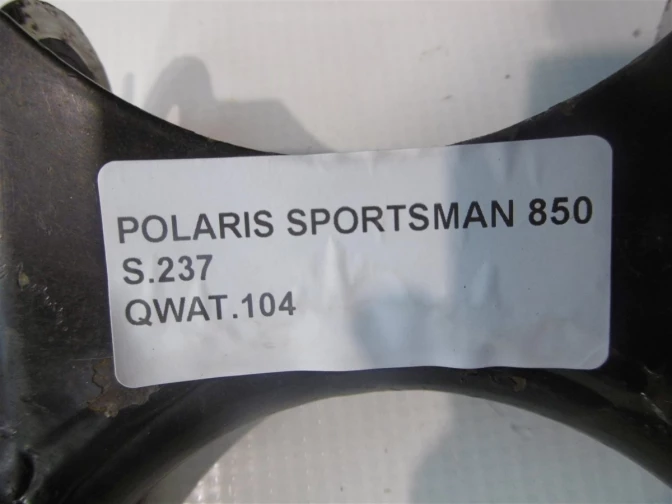 POLARIS SPORTSMAN 850
S.237
QWAT.104